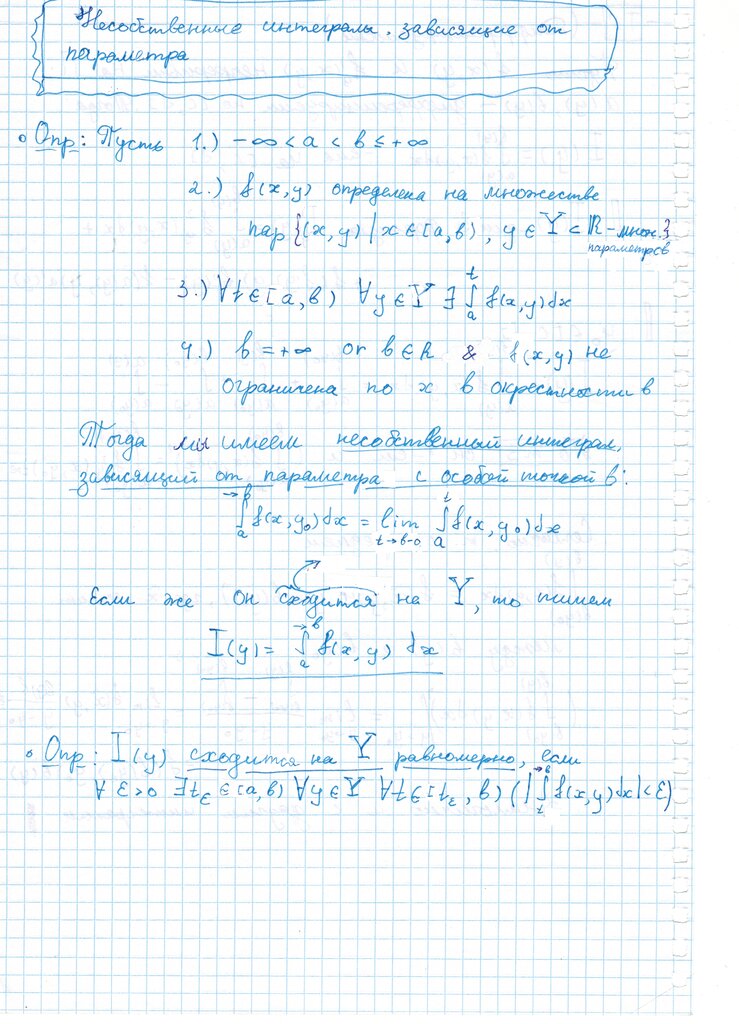 Несобственные интегралы, зависящие от
параметра
Опр: Пусть 1.) -∞ < a < b ≤ +∞
2.) f(x,y) определена на множестве
пар {(x,y) | x ∈ [a,b), y ∈ Y ⊂ ℝ - множ.}
параметров
3.) ∀t ∈ [a,b) ∀y ∈ Y ∃ ∫ₐᵗ f(x,y)dx
4.) b = +∞ or b ∈ R & f(x,y) не
ограничена по x в окрестности b
Тогда мы имеем несобственный интеграл,
зависящий от параметра с особой точкой b:
∫ₐ^{→b} f(x,y₀)dx = lim_{t→b-0} ∫ₐᵗ f(x,y₀)dx
Если же он сходится на Y, то пишем
I(y) = ∫ₐ^{→b} f(x,y) dx
Опр: I(y) сходится на Y равномерно, если
∀ ε>0 ∃t_ε ∈ [a,b) ∀y ∈ Y ∀t ∈ [t_ε, b) (|∫ₜ^{→b} f(x,y)dx| < ε)